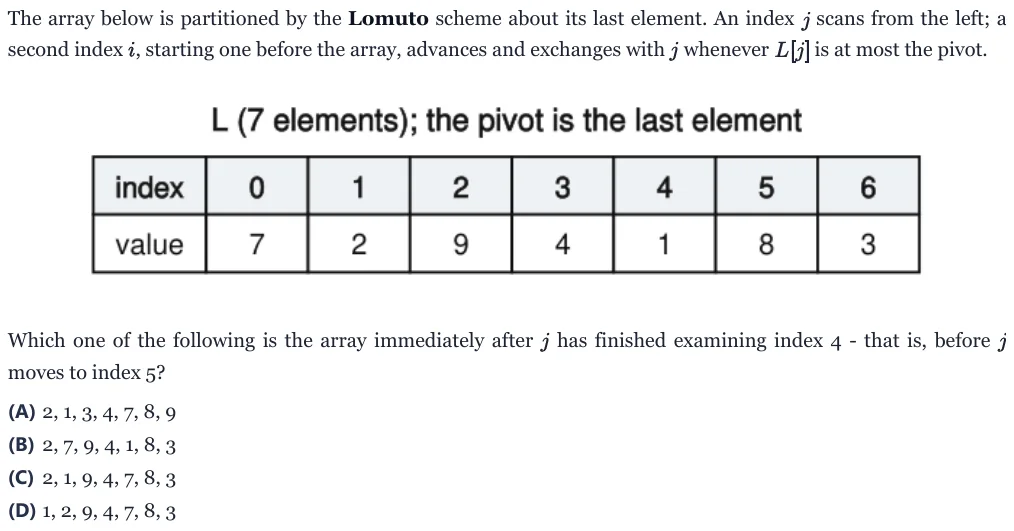 The array below is partitioned by the Lomuto scheme about its last element. An index j scans from the left; a
second index i, starting one before the array, advances and exchanges with j whenever L[j] is at most the pivot.
L (7 elements); the pivot is the last element
index 0 1 2 3 4 5 6
value 7 2 9 4 1 8 3
Which one of the following is the array immediately after j has finished examining index 4 - that is, before j
moves to index 5?
(A) 2, 1, 3, 4, 7, 8, 9
(B) 2, 7, 9, 4, 1, 8, 3
(C) 2, 1, 9, 4, 7, 8, 3
(D) 1, 2, 9, 4, 7, 8, 3